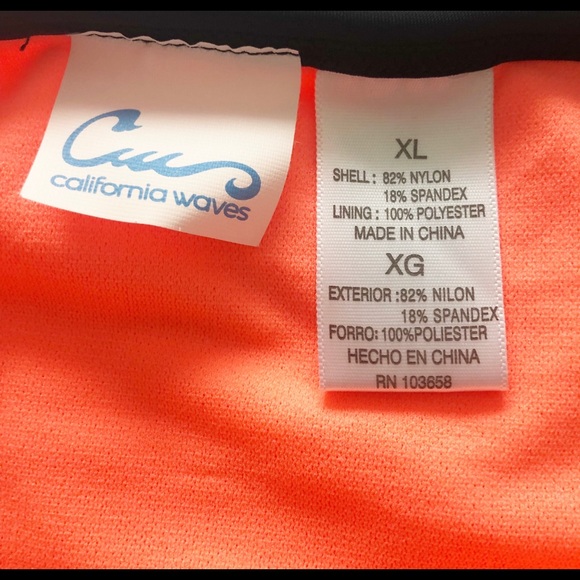 california waves
XL
SHELL : 82% NYLON
18% SPANDEX
LINING : 100% POLYESTER
MADE IN CHINA
XG
EXTERIOR :82% NILON
18% SPANDEX
FORRO: 100%POLIESTER
HECHO EN CHINA
RN 103658